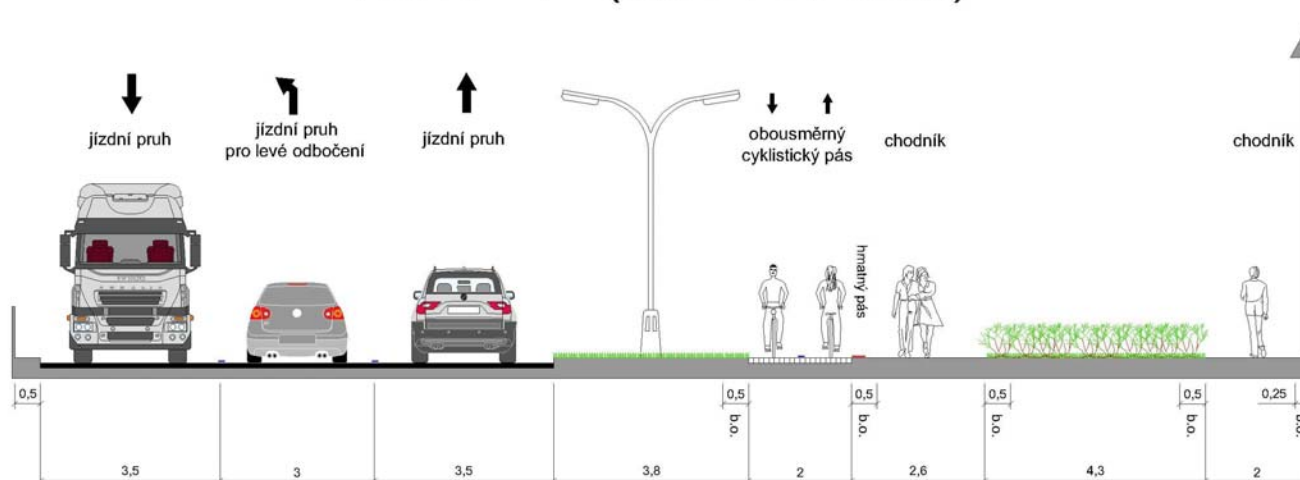 jízdní pruh
jízdní pruh
pro levé odbočení
jízdní pruh
obousměrný
cyklistický pás
chodník
chodník
hmatný pás
0,5
0,5
b.o.
0,5
b.o.
0,5
b.o.
0,5
b.o.
0,25
3,5
3
3,5
3,8
2
2,6
4,3
2